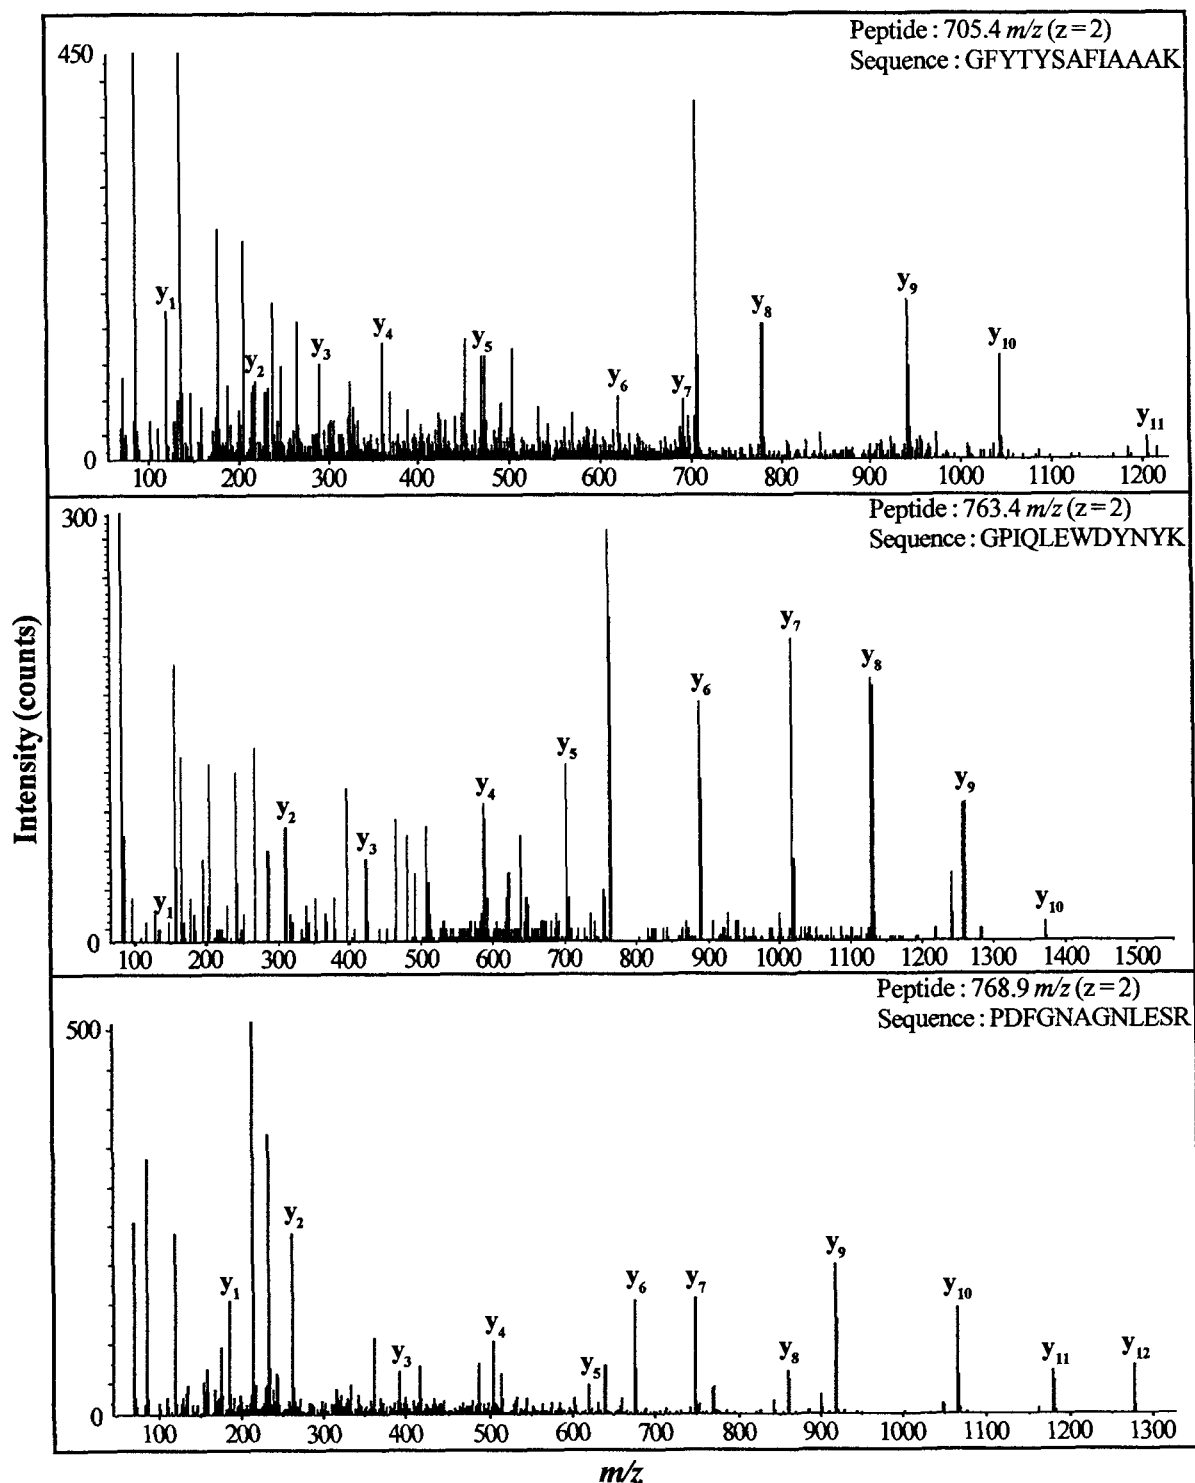 Peptide : 705.4 m/z (z = 2)
Sequence : GFYTYSAFIAAAK
450
y₁
y₂
y₃
y₄
y₅
y₆
y₇
y₈
y₉
y₁₀
y₁₁
0
100 200 300 400 500 600 700 800 900 1000 1100 1200
Peptide : 763.4 m/z (z = 2)
Sequence : GPIQLEWDYNYK
300
y₁
y₂
y₃
y₄
y₅
y₆
y₇
y₈
y₉
y₁₀
0
100 200 300 400 500 600 700 800 900 1000 1100 1200 1300 1400 1500
Intensity (counts)
Peptide : 768.9 m/z (z = 2)
Sequence : PDFGNAGNLESR
500
y₁
y₂
y₃
y₄
y₅
y₆
y₇
y₈
y₉
y₁₀
y₁₁
y₁₂
0
100 200 300 400 500 600 700 800 900 1000 1100 1200 1300
m/z